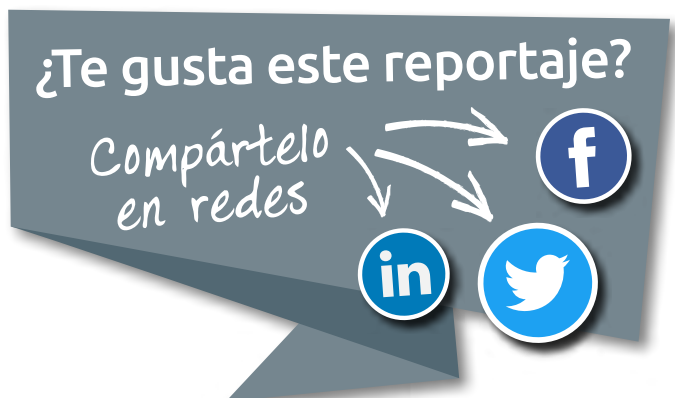 ¿Te gusta este reportaje?
Compártelo
en redes
f
in